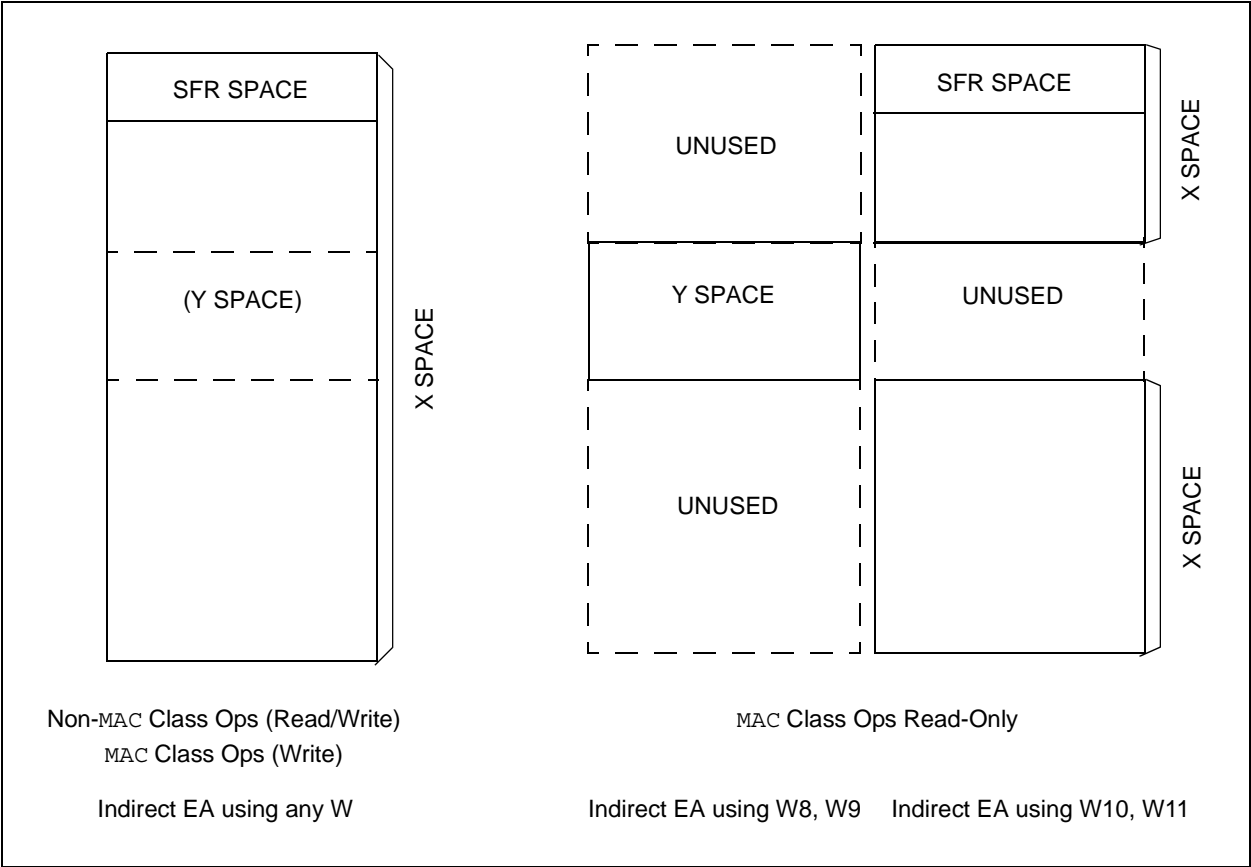 SFR SPACE
(Y SPACE)
X SPACE
Non-MAC Class Ops (Read/Write)
MAC Class Ops (Write)
Indirect EA using any W
UNUSED
Y SPACE
UNUSED
SFR SPACE
X SPACE
UNUSED
X SPACE
MAC Class Ops Read-Only
Indirect EA using W8, W9
Indirect EA using W10, W11